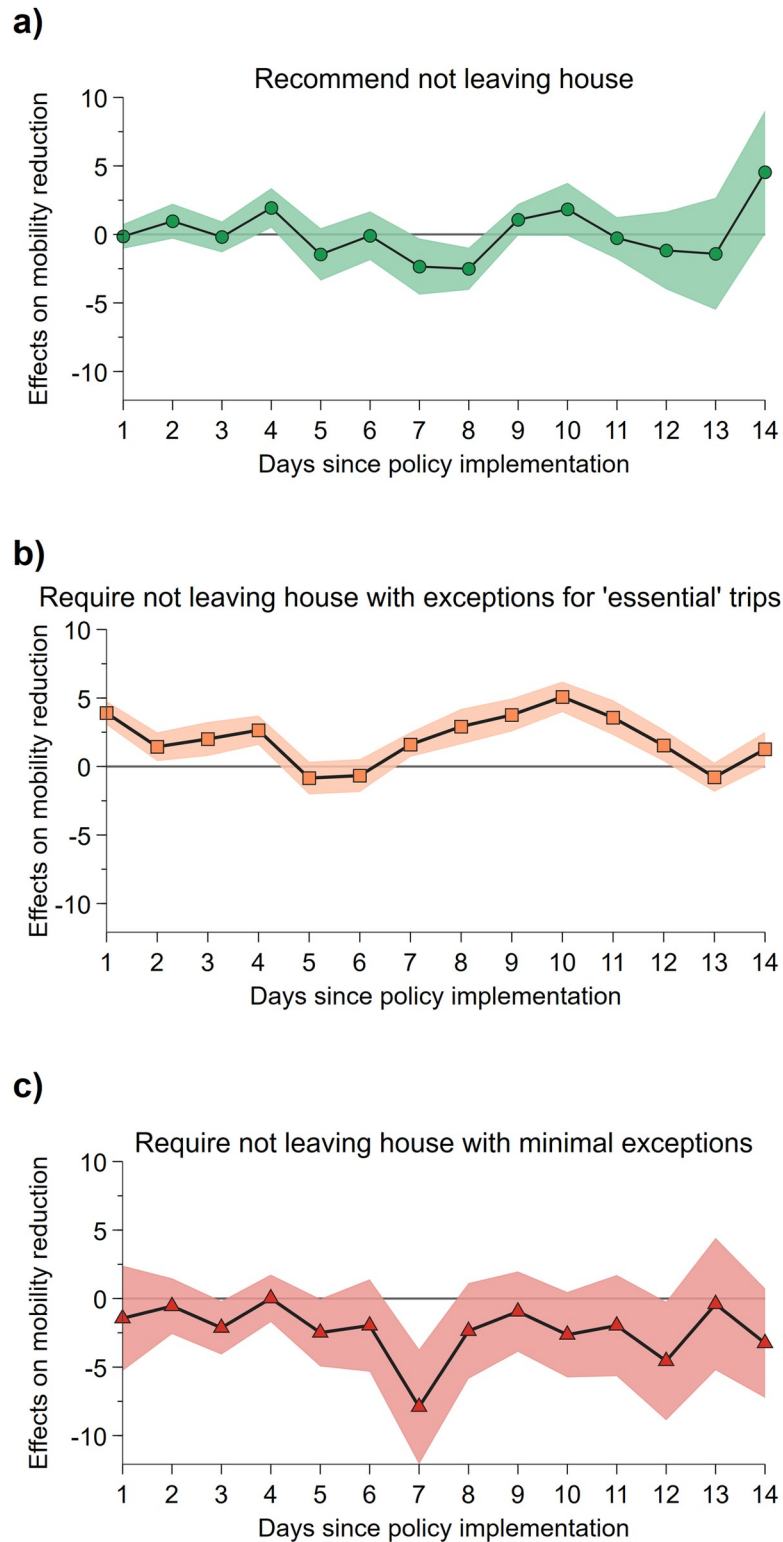 a)
Recommend not leaving house
Effects on mobility reduction
10
5
0
-5
-10
1 2 3 4 5 6 7 8 9 10 11 12 13 14
Days since policy implementation
b)
Require not leaving house with exceptions for 'essential' trips
Effects on mobility reduction
10
5
0
-5
-10
1 2 3 4 5 6 7 8 9 10 11 12 13 14
Days since policy implementation
c)
Require not leaving house with minimal exceptions
Effects on mobility reduction
10
5
0
-5
-10
1 2 3 4 5 6 7 8 9 10 11 12 13 14
Days since policy implementation